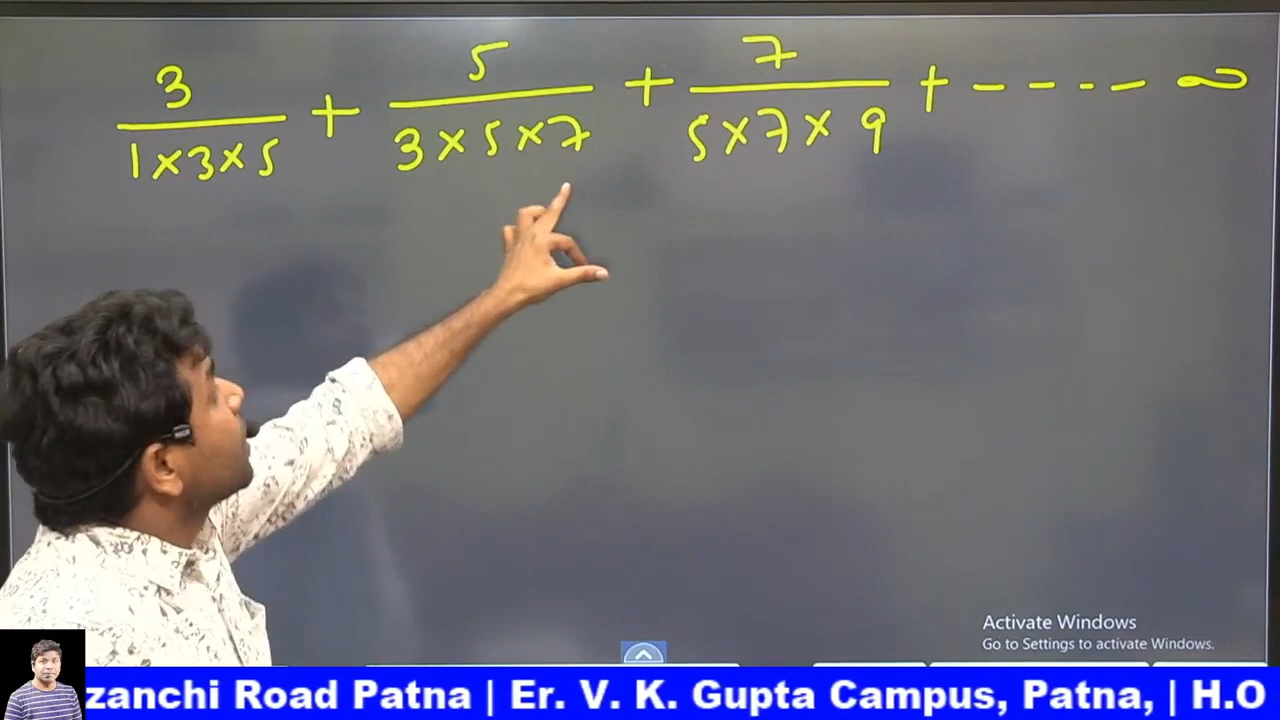 3/(1×3×5) + 5/(3×5×7) + 7/(5×7×9) + ---- ∞
Activate Windows
Go to Settings to activate Windows.
zanchi Road Patna | Er. V. K. Gupta Campus, Patna, | H.O